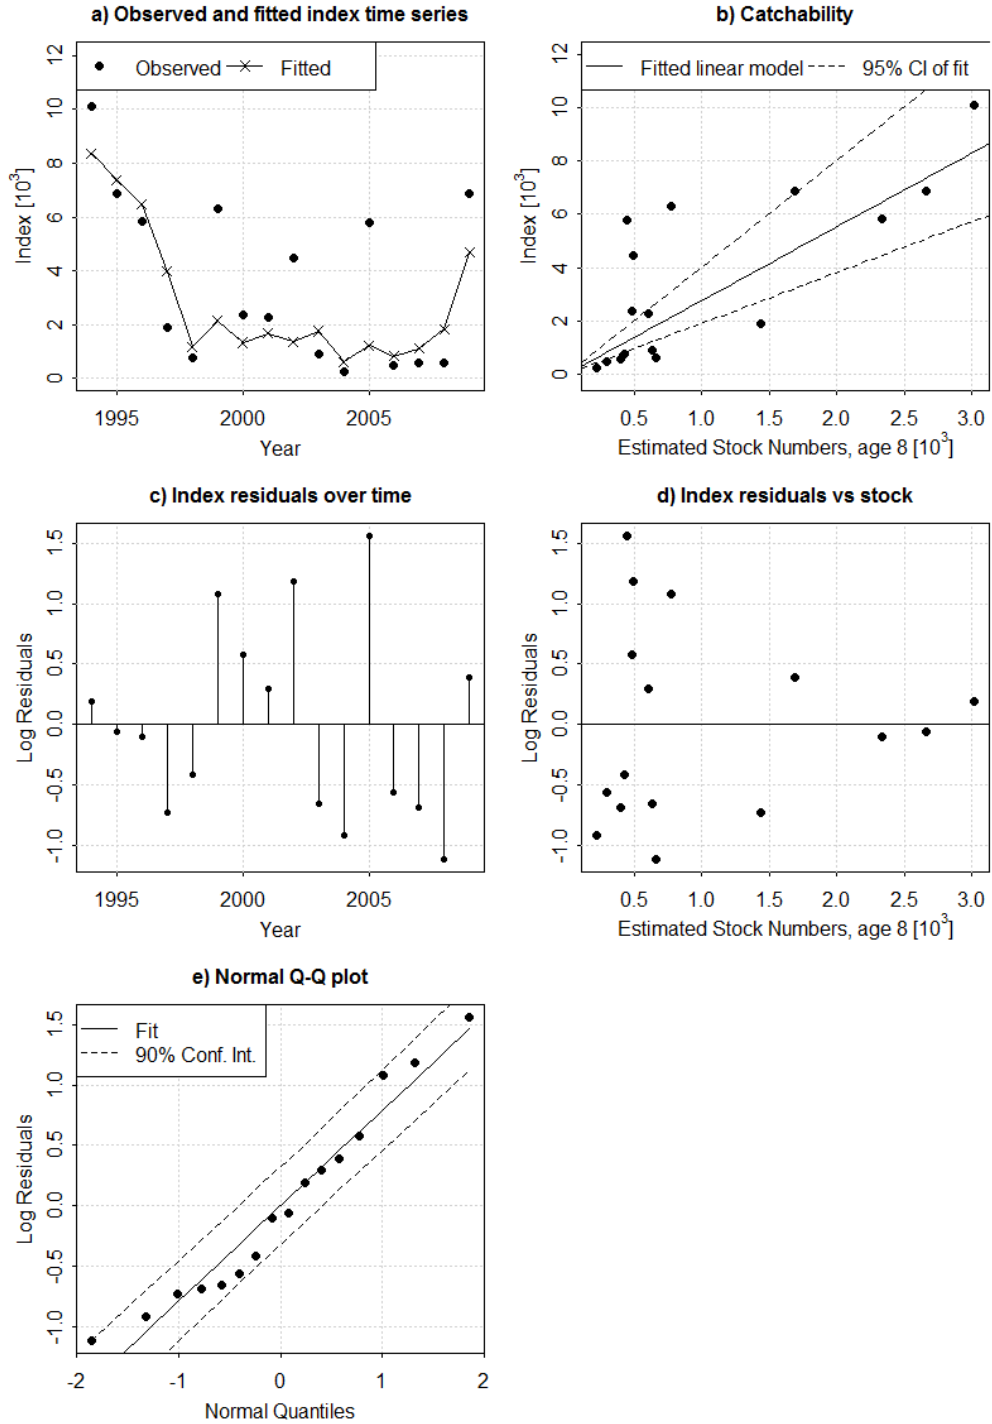 a) Observed and fitted index time series
Observed Fitted
Index [10³]
0 2 4 6 8 10 12
1995 2000 2005
Year
b) Catchability
Fitted linear model 95% CI of fit
Index [10³]
0 2 4 6 8 10 12
0.5 1.0 1.5 2.0 2.5 3.0
Estimated Stock Numbers, age 8 [10³]
c) Index residuals over time
Log Residuals
-1.0 -0.5 0.0 0.5 1.0 1.5
1995 2000 2005
Year
d) Index residuals vs stock
Log Residuals
-1.0 -0.5 0.0 0.5 1.0 1.5
0.5 1.0 1.5 2.0 2.5 3.0
Estimated Stock Numbers, age 8 [10³]
e) Normal Q-Q plot
Fit
90% Conf. Int.
Log Residuals
-1.0 -0.5 0.0 0.5 1.0 1.5
-2 -1 0 1 2
Normal Quantiles